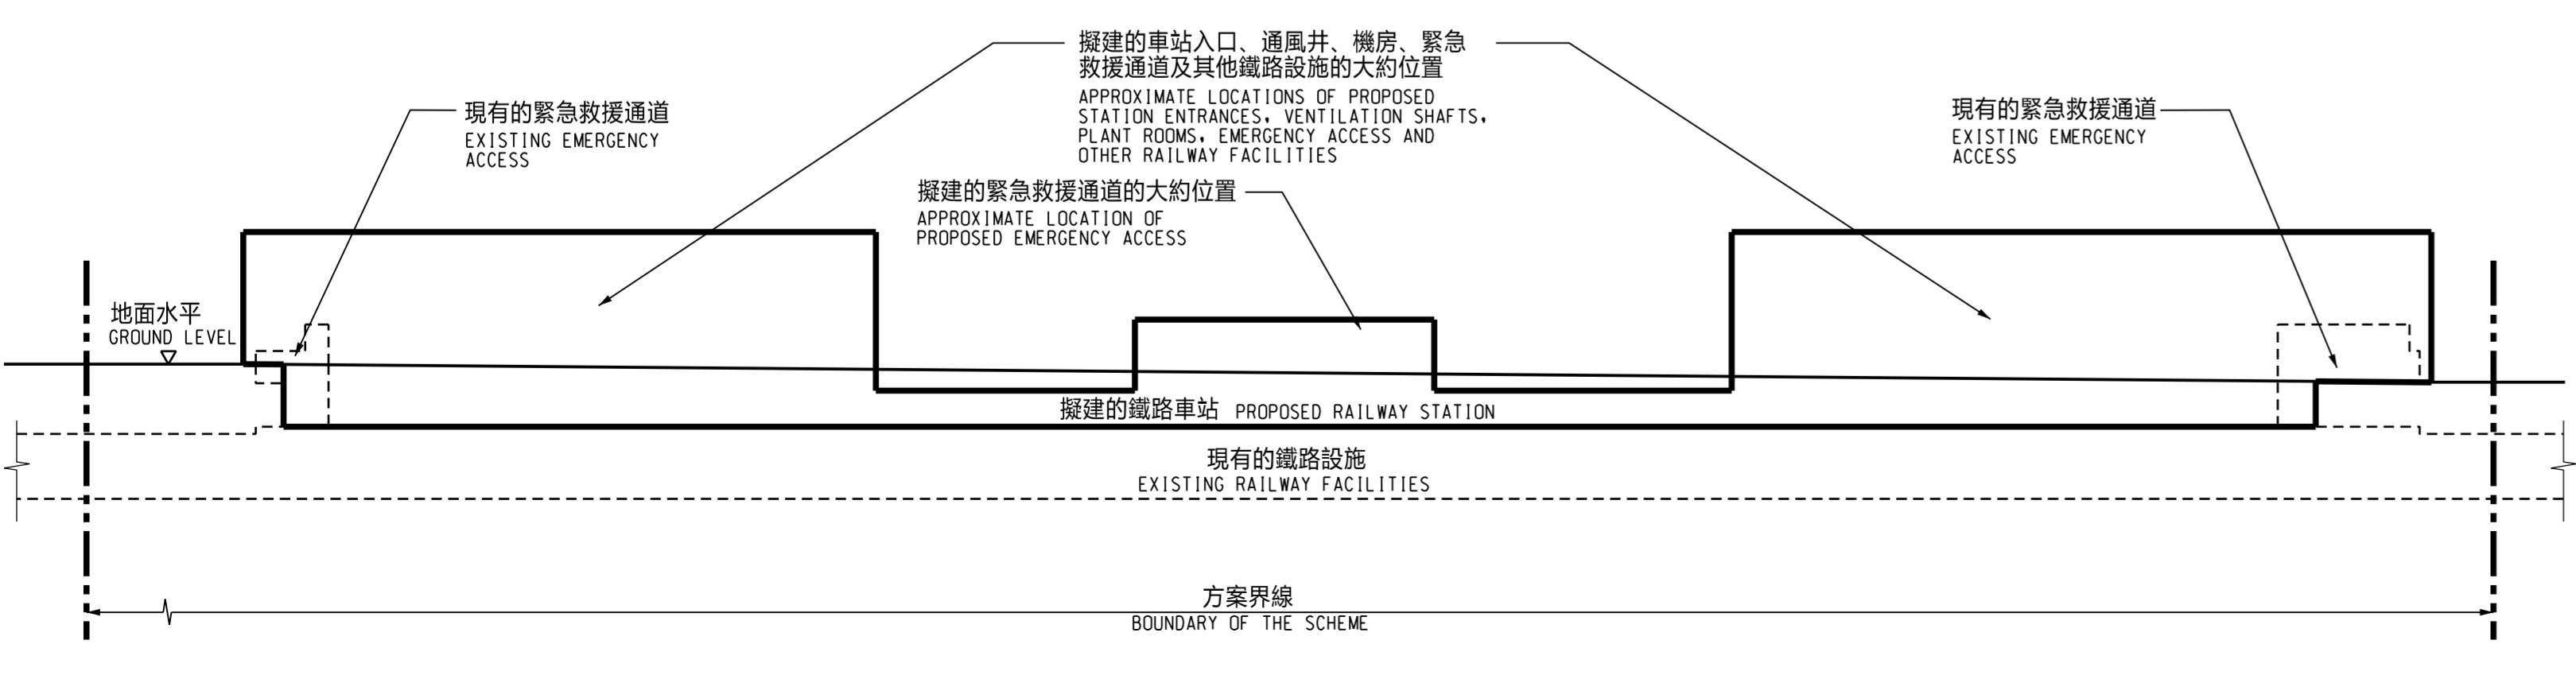 擬建的車站入口、通風井、機房、緊急
救援通道及其他鐵路設施的大約位置
APPROXIMATE LOCATIONS OF PROPOSED
STATION ENTRANCES, VENTILATION SHAFTS,
PLANT ROOMS, EMERGENCY ACCESS AND
OTHER RAILWAY FACILITIES
現有的緊急救援通道
EXISTING EMERGENCY
ACCESS
現有的緊急救援通道
EXISTING EMERGENCY
ACCESS
擬建的緊急救援通道的大約位置
APPROXIMATE LOCATION OF
PROPOSED EMERGENCY ACCESS
地面水平
GROUND LEVEL
擬建的鐵路車站 PROPOSED RAILWAY STATION
現有的鐵路設施
EXISTING RAILWAY FACILITIES
方案界線
BOUNDARY OF THE SCHEME